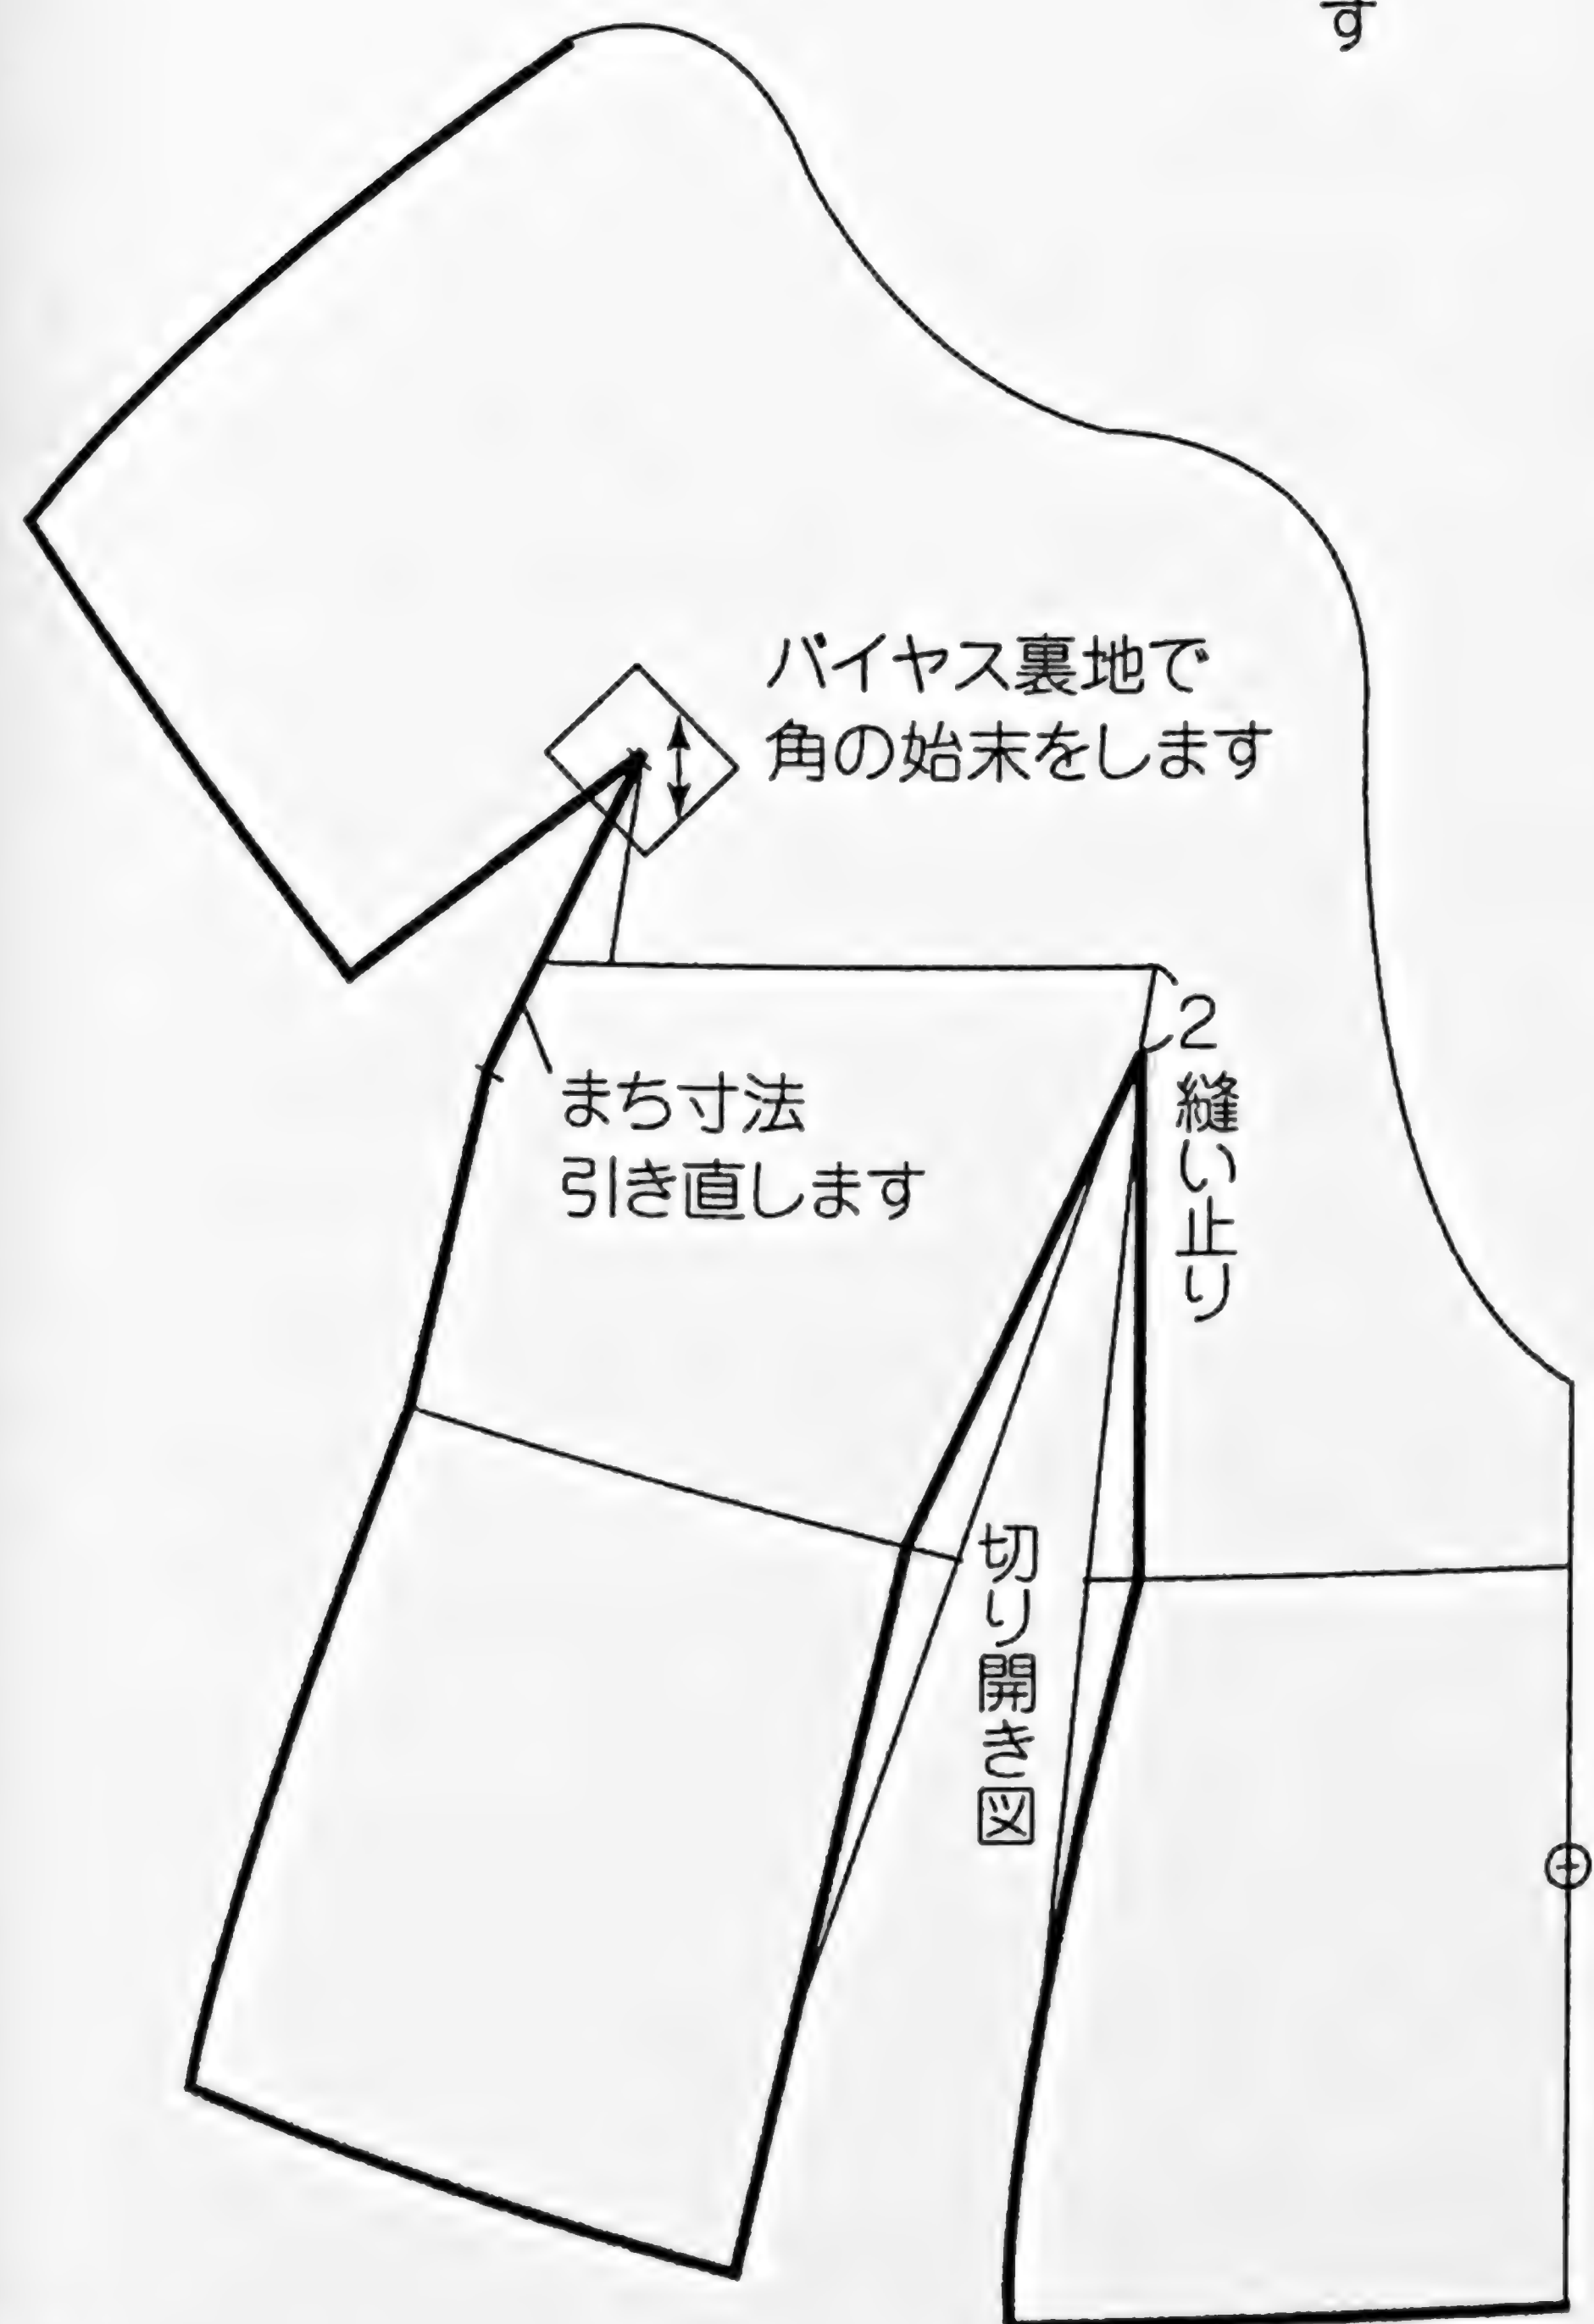 す
バイヤス裏地で
角の始末をします
2
縫い止り
まち寸法
引き直します
切り開き図